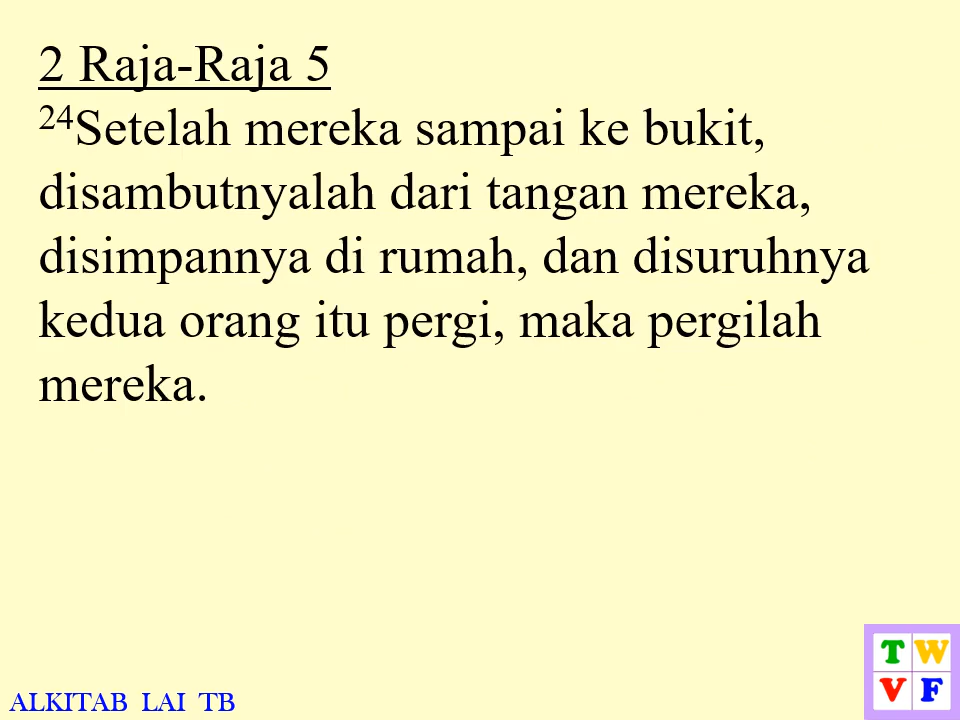 2 Raja-Raja 5
24Setelah mereka sampai ke bukit,
disambutnyalah dari tangan mereka,
disimpannya di rumah, dan disuruhnya
kedua orang itu pergi, maka pergilah
mereka.
T W
V F
ALKITAB LAI TB